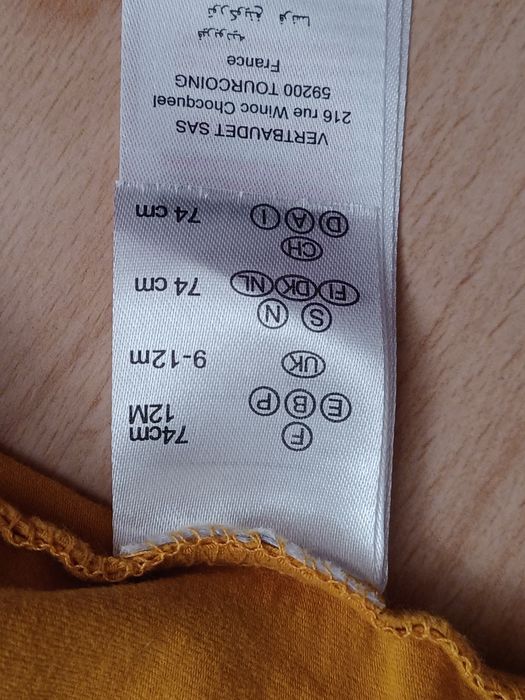 F 74cm
12M
E B P
UK 9-12m
S N
FI DK NL 74 cm
CH
D A I 74 cm
VERTBAUDET SAS
216 rue Winoc Chocqueel
59200 TOURCOING
France